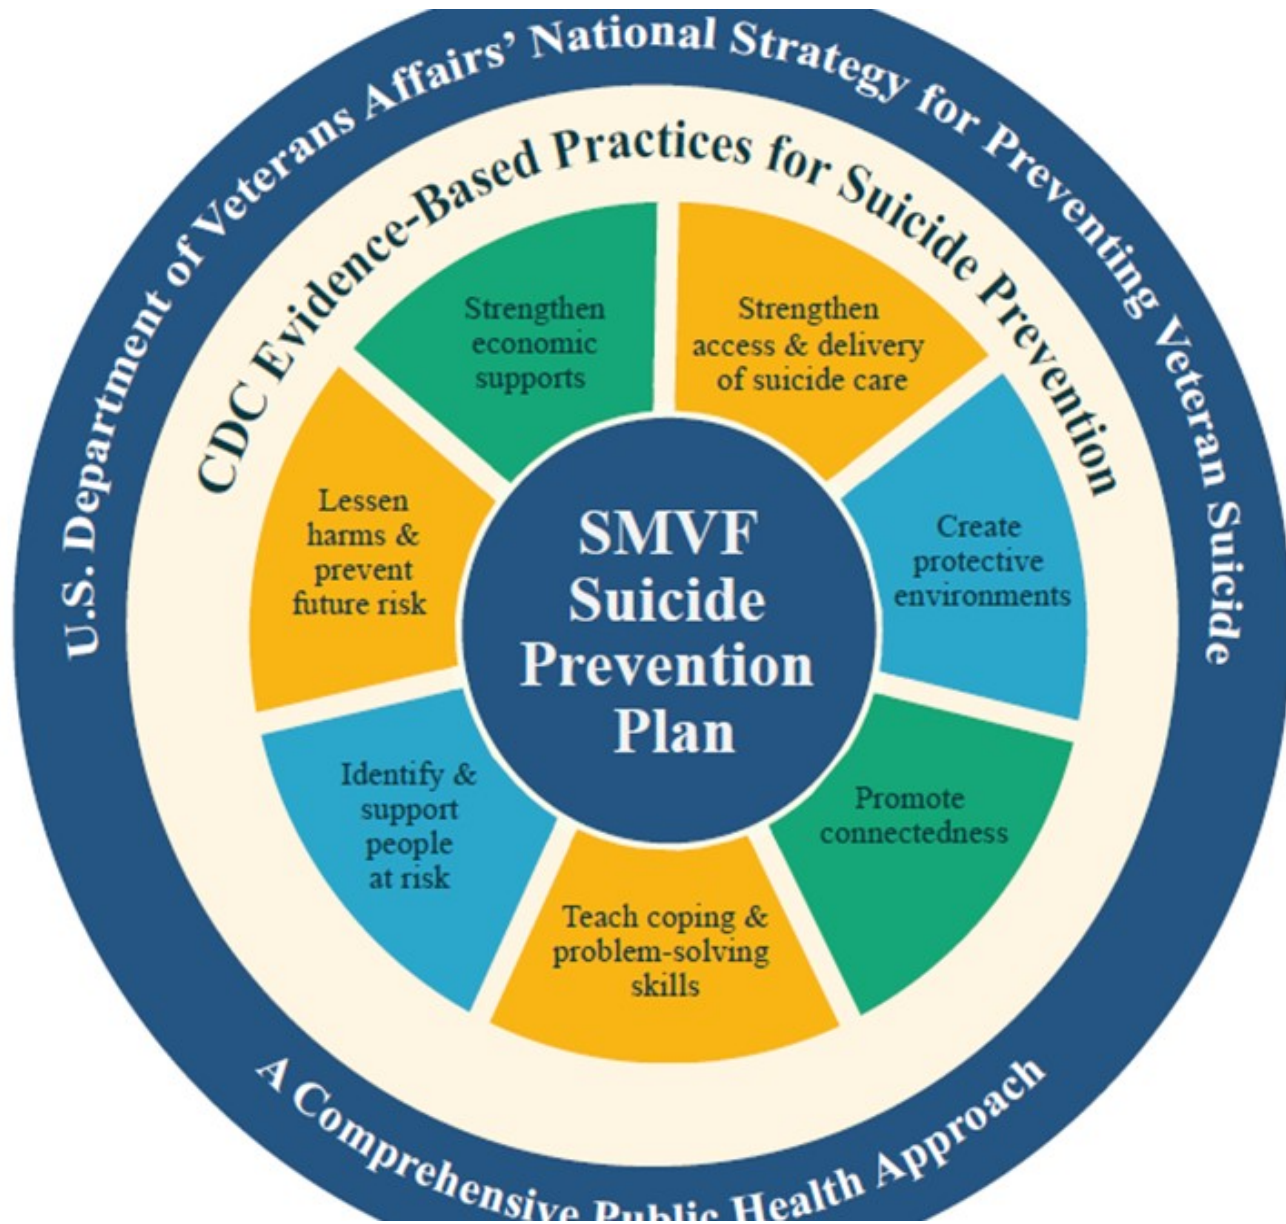 U.S. Department of Veterans Affairs’ National Strategy for Preventing Veteran Suicide
CDC Evidence-Based Practices for Suicide Prevention
Strengthen
economic
supports
Strengthen
access & delivery
of suicide care
Create
protective
environments
Promote
connectedness
Teach coping &
problem-solving
skills
Identify &
support
people
at risk
Lessen
harms &
prevent
future risk
SMVF
Suicide
Prevention
Plan
A Comprehensive Public Health Approach